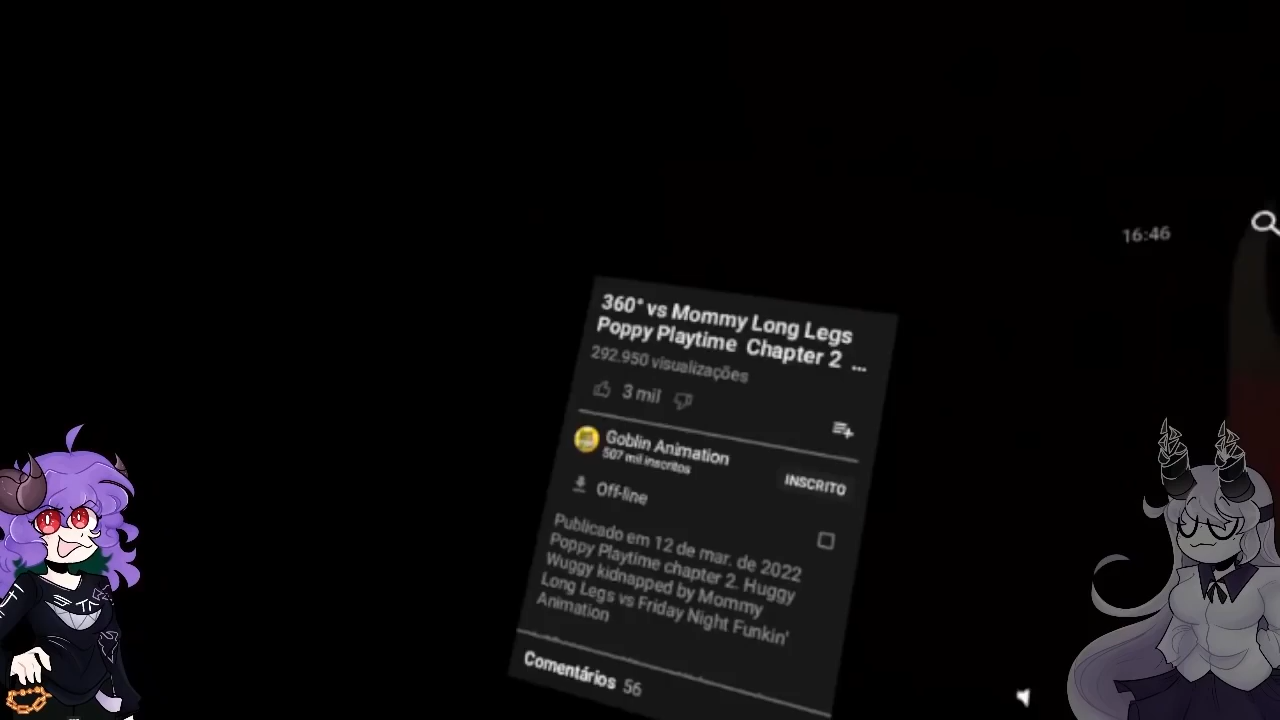 16:46
360° vs Mommy Long Legs
Poppy Playtime Chapter 2 ...
292.950 visualizações
3 mil
Goblin Animation
507 mil inscritos
INSCRITO
Off-line
Publicado em 12 de mar. de 2022
Poppy Playtime chapter 2. Huggy
Wuggy kidnapped by Mommy
Long Legs vs Friday Night Funkin'
Animation
Comentários 56